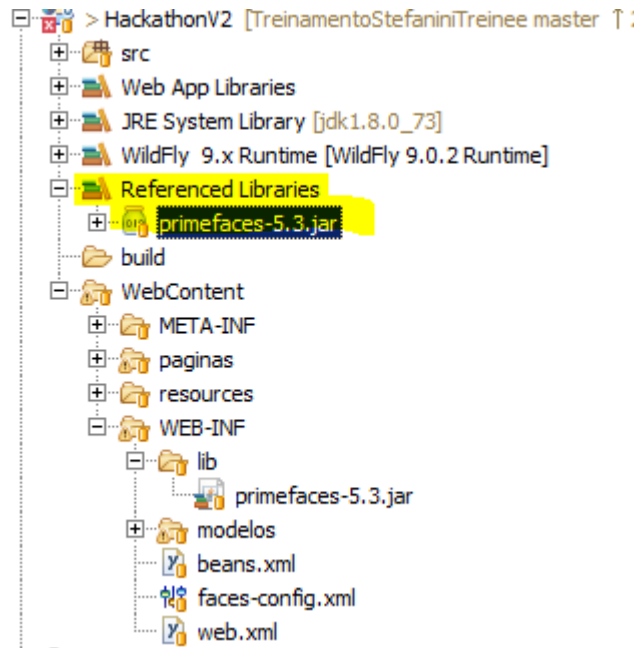 > HackathonV2 [TreinamentoStefaniniTreinee master ↑ 2
src
Web App Libraries
JRE System Library [jdk1.8.0_73]
WildFly 9.x Runtime [WildFly 9.0.2 Runtime]
Referenced Libraries
primefaces-5.3.jar
build
WebContent
META-INF
paginas
resources
WEB-INF
lib
primefaces-5.3.jar
modelos
beans.xml
faces-config.xml
web.xml